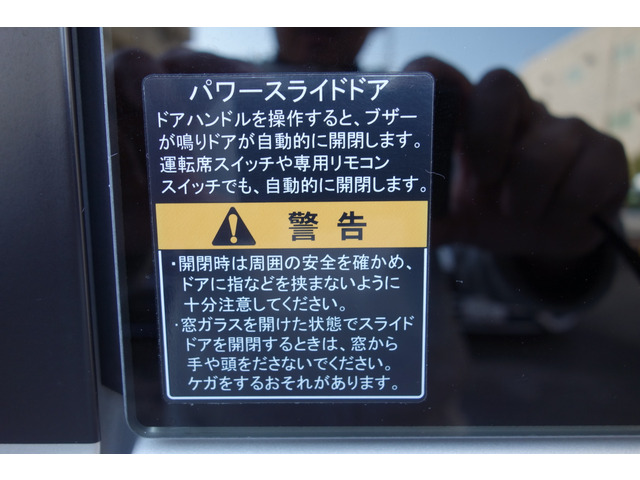 パワースライドドア
ドアハンドルを操作すると、ブザー
が鳴りドアが自動的に開閉します。
運転席スイッチや専用リモコン
スイッチでも、自動的に開閉します。
警告
・開閉時は周囲の安全を確かめ、
ドアに指などを挟まないように
十分注意してください。
・窓ガラスを開けた状態でスライド
ドアを開閉するときは、窓から
手や頭をださないでください。
ケガをするおそれがあります。